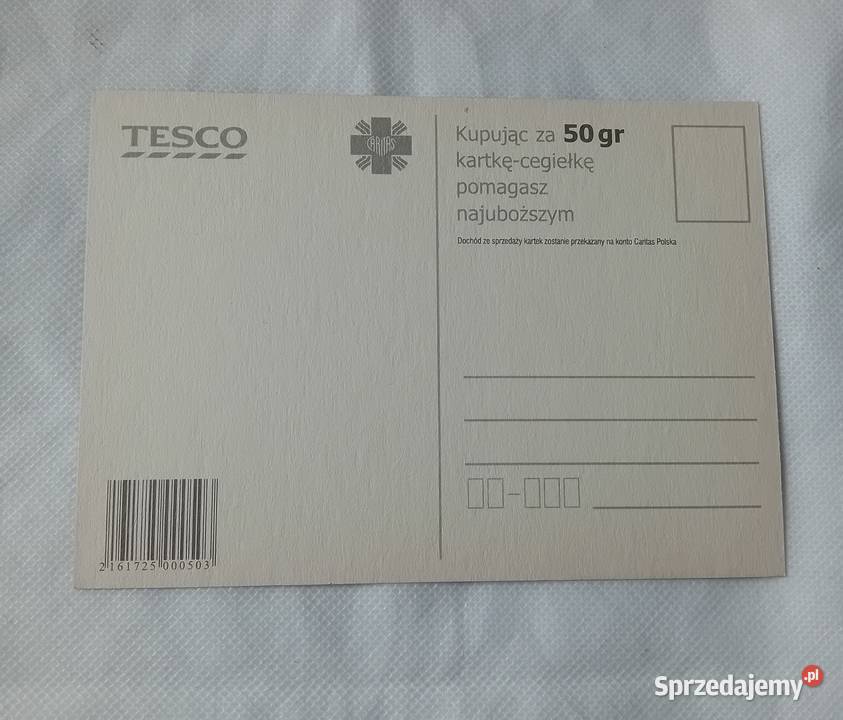 TESCO
CARITAS
Kupując za 50 gr
kartkę-cegiełkę
pomagasz
najuboższym
Dochód ze sprzedaży kartek zostanie przekazany na konto Caritas Polska
2 161725 000503
Sprzedajemy.pl